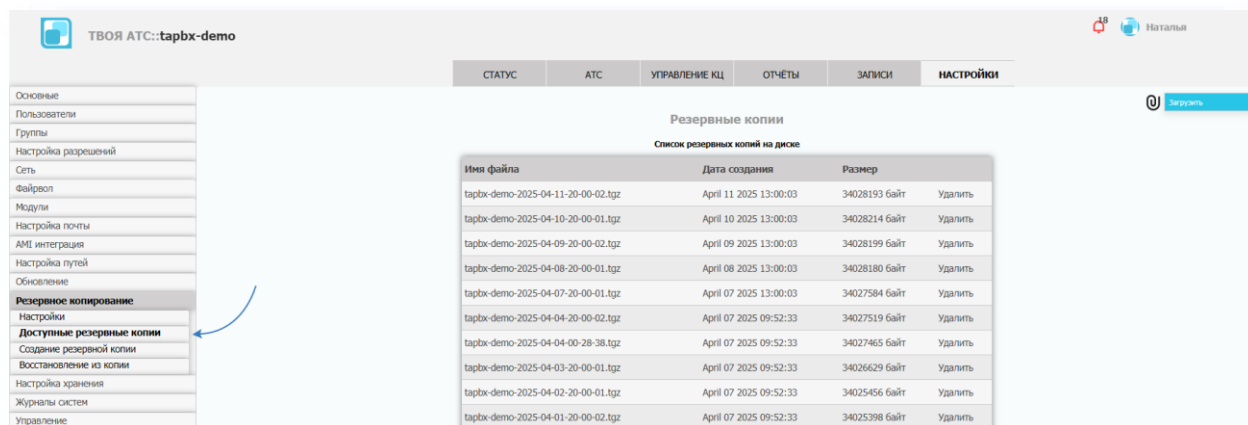 ТВОЯ АТС::tapbx-demo
18
Наталья
СТАТУС АТС УПРАВЛЕНИЕ КЦ ОТЧЁТЫ ЗАПИСИ НАСТРОЙКИ
Основные
Пользователи
Группы
Настройка разрешений
Сеть
Файрвол
Модули
Настройка почты
AMI интеграция
Настройка путей
Обновление
Резервное копирование
Настройки
Доступные резервные копии
Создание резервной копии
Восстановление из копии
Настройка хранения
Журналы систем
Управление
Загрузить
Резервные копии
Список резервных копий на диске
Имя файла Дата создания Размер
tapbx-demo-2025-04-11-20-00-02.tgz April 11 2025 13:00:03 34028193 байт Удалить
tapbx-demo-2025-04-10-20-00-01.tgz April 10 2025 13:00:03 34028214 байт Удалить
tapbx-demo-2025-04-09-20-00-02.tgz April 09 2025 13:00:03 34028199 байт Удалить
tapbx-demo-2025-04-08-20-00-01.tgz April 08 2025 13:00:03 34028180 байт Удалить
tapbx-demo-2025-04-07-20-00-01.tgz April 07 2025 13:00:03 34027584 байт Удалить
tapbx-demo-2025-04-04-20-00-02.tgz April 07 2025 09:52:33 34027519 байт Удалить
tapbx-demo-2025-04-04-00-28-38.tgz April 07 2025 09:52:33 34027465 байт Удалить
tapbx-demo-2025-04-03-20-00-01.tgz April 07 2025 09:52:33 34026629 байт Удалить
tapbx-demo-2025-04-02-20-00-01.tgz April 07 2025 09:52:33 34025456 байт Удалить
tapbx-demo-2025-04-01-20-00-02.tgz April 07 2025 09:52:33 34025398 байт Удалить